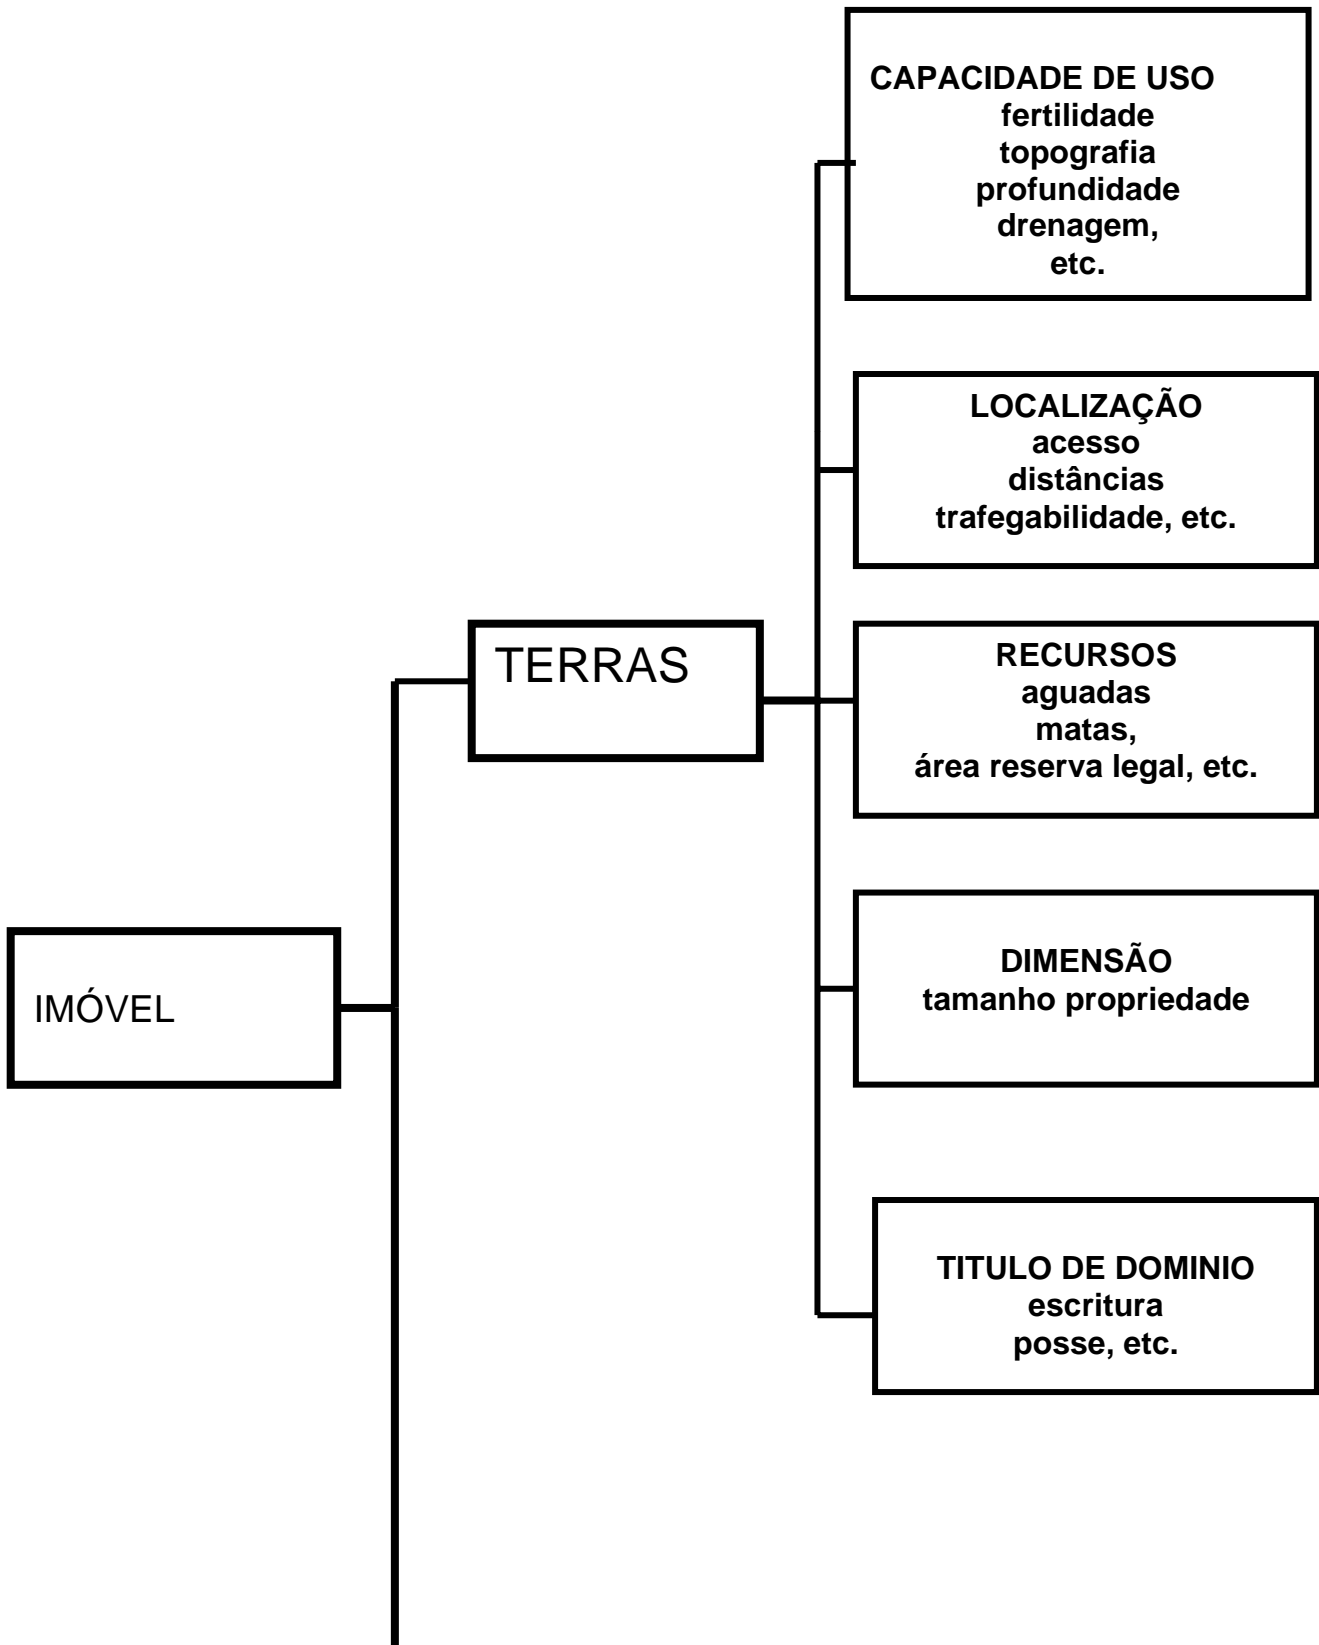 CAPACIDADE DE USO
fertilidade
topografia
profundidade
drenagem,
etc.
LOCALIZAÇÃO
acesso
distâncias
trafegabilidade, etc.
TERRAS
RECURSOS
aguadas
matas,
área reserva legal, etc.
IMÓVEL
DIMENSÃO
tamanho propriedade
TITULO DE DOMINIO
escritura
posse, etc.